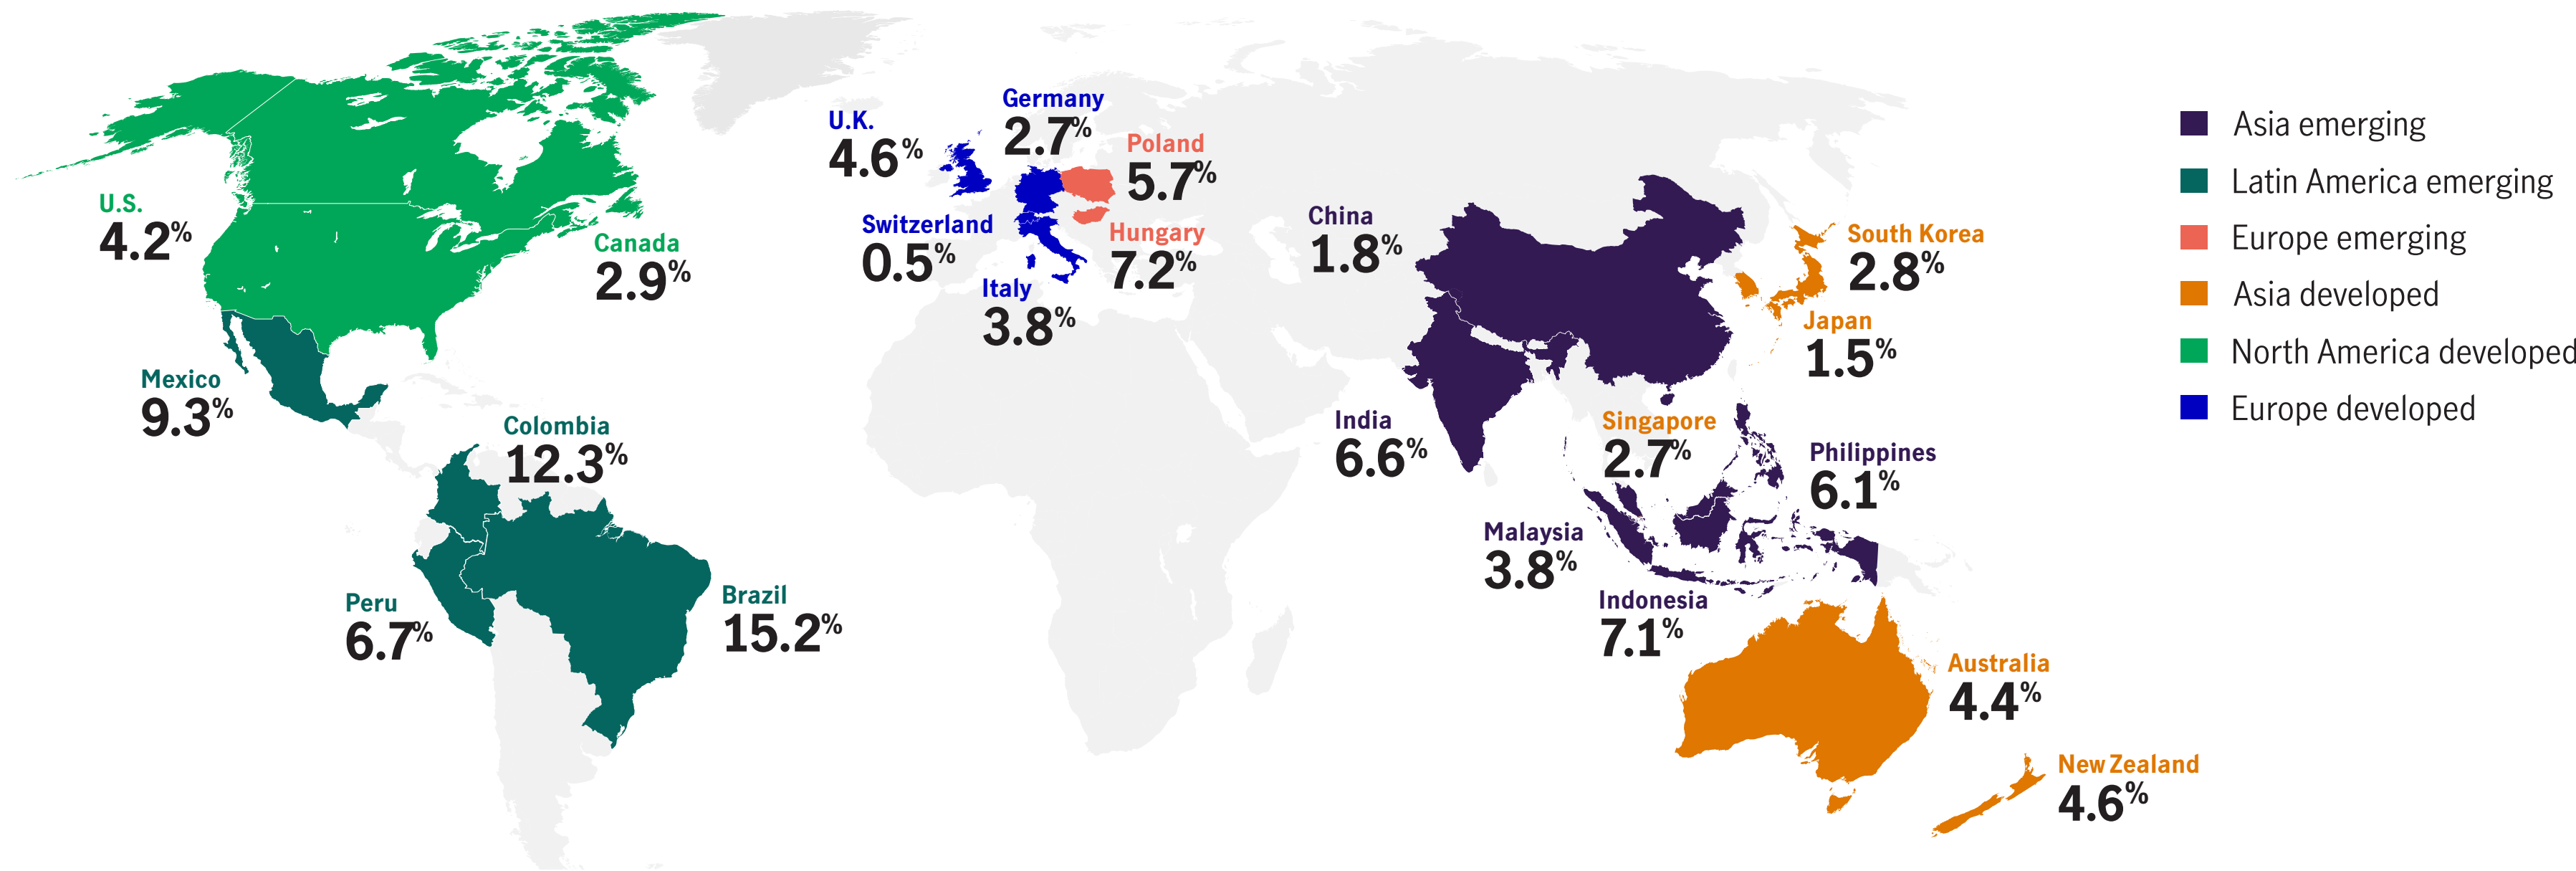 U.S.
4.2%
Canada
2.9%
Mexico
9.3%
Colombia
12.3%
Peru
6.7%
Brazil
15.2%
U.K.
4.6%
Germany
2.7%
Poland
5.7%
Switzerland
0.5%
Hungary
7.2%
Italy
3.8%
China
1.8%
South Korea
2.8%
Japan
1.5%
India
6.6%
Singapore
2.7%
Philippines
6.1%
Malaysia
3.8%
Indonesia
7.1%
Australia
4.4%
New Zealand
4.6%
Asia emerging
Latin America emerging
Europe emerging
Asia developed
North America developed
Europe developed